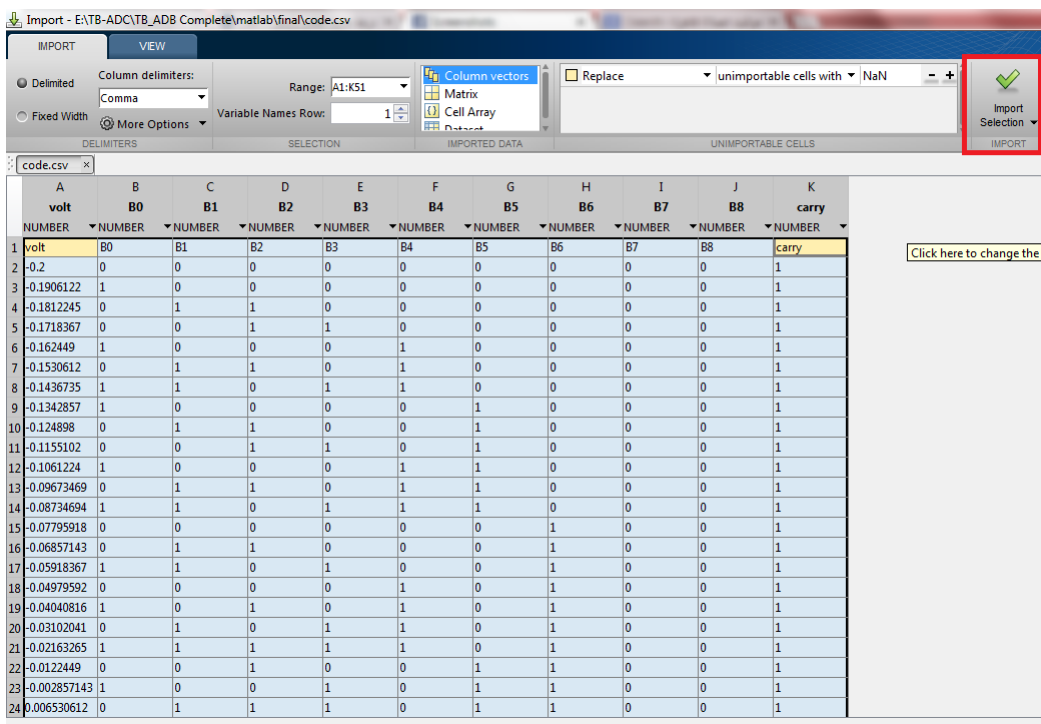 Import - E:\TB-ADC\TB_ADB Complete\matlab\final\code.csv
IMPORT VIEW
Delimited
Fixed Width
Column delimiters:
Comma
More Options
DELIMITERS
Range: A1:K51
Variable Names Row: 1
SELECTION
Column vectors
Matrix
Cell Array
Dataset
IMPORTED DATA
Replace unimportable cells with NaN - +
UNIMPORTABLE CELLS
Import
Selection
IMPORT
code.csv ×
A B C D E F G H I J K
volt B0 B1 B2 B3 B4 B5 B6 B7 B8 carry
NUMBER NUMBER NUMBER NUMBER NUMBER NUMBER NUMBER NUMBER NUMBER NUMBER NUMBER
1 volt B0 B1 B2 B3 B4 B5 B6 B7 B8 carry
Click here to change the
2 -0.2 0 0 0 0 0 0 0 0 0 1
3 -0.1906122 1 0 0 0 0 0 0 0 0 1
4 -0.1812245 0 1 1 0 0 0 0 0 0 1
5 -0.1718367 0 0 1 1 0 0 0 0 0 1
6 -0.162449 1 0 0 0 1 0 0 0 0 1
7 -0.1530612 0 1 1 0 1 0 0 0 0 1
8 -0.1436735 1 1 0 1 1 0 0 0 0 1
9 -0.1342857 1 0 0 0 0 1 0 0 0 1
10 -0.124898 0 1 1 0 0 1 0 0 0 1
11 -0.1155102 0 0 1 1 0 1 0 0 0 1
12 -0.1061224 1 0 0 0 1 1 0 0 0 1
13 -0.09673469 0 1 1 0 1 1 0 0 0 1
14 -0.08734694 1 1 0 1 1 1 0 0 0 1
15 -0.07795918 0 0 0 0 0 0 1 0 0 1
16 -0.06857143 0 1 1 0 0 0 1 0 0 1
17 -0.05918367 1 1 0 1 0 0 1 0 0 1
18 -0.04979592 0 0 0 0 1 0 1 0 0 1
19 -0.04040816 1 0 1 0 1 0 1 0 0 1
20 -0.03102041 0 1 0 1 1 0 1 0 0 1
21 -0.02163265 1 1 1 1 1 0 1 0 0 1
22 -0.0122449 0 0 1 0 0 1 1 0 0 1
23 -0.002857143 1 0 0 1 0 1 1 0 0 1
24 0.006530612 0 1 1 1 0 1 1 0 0 1